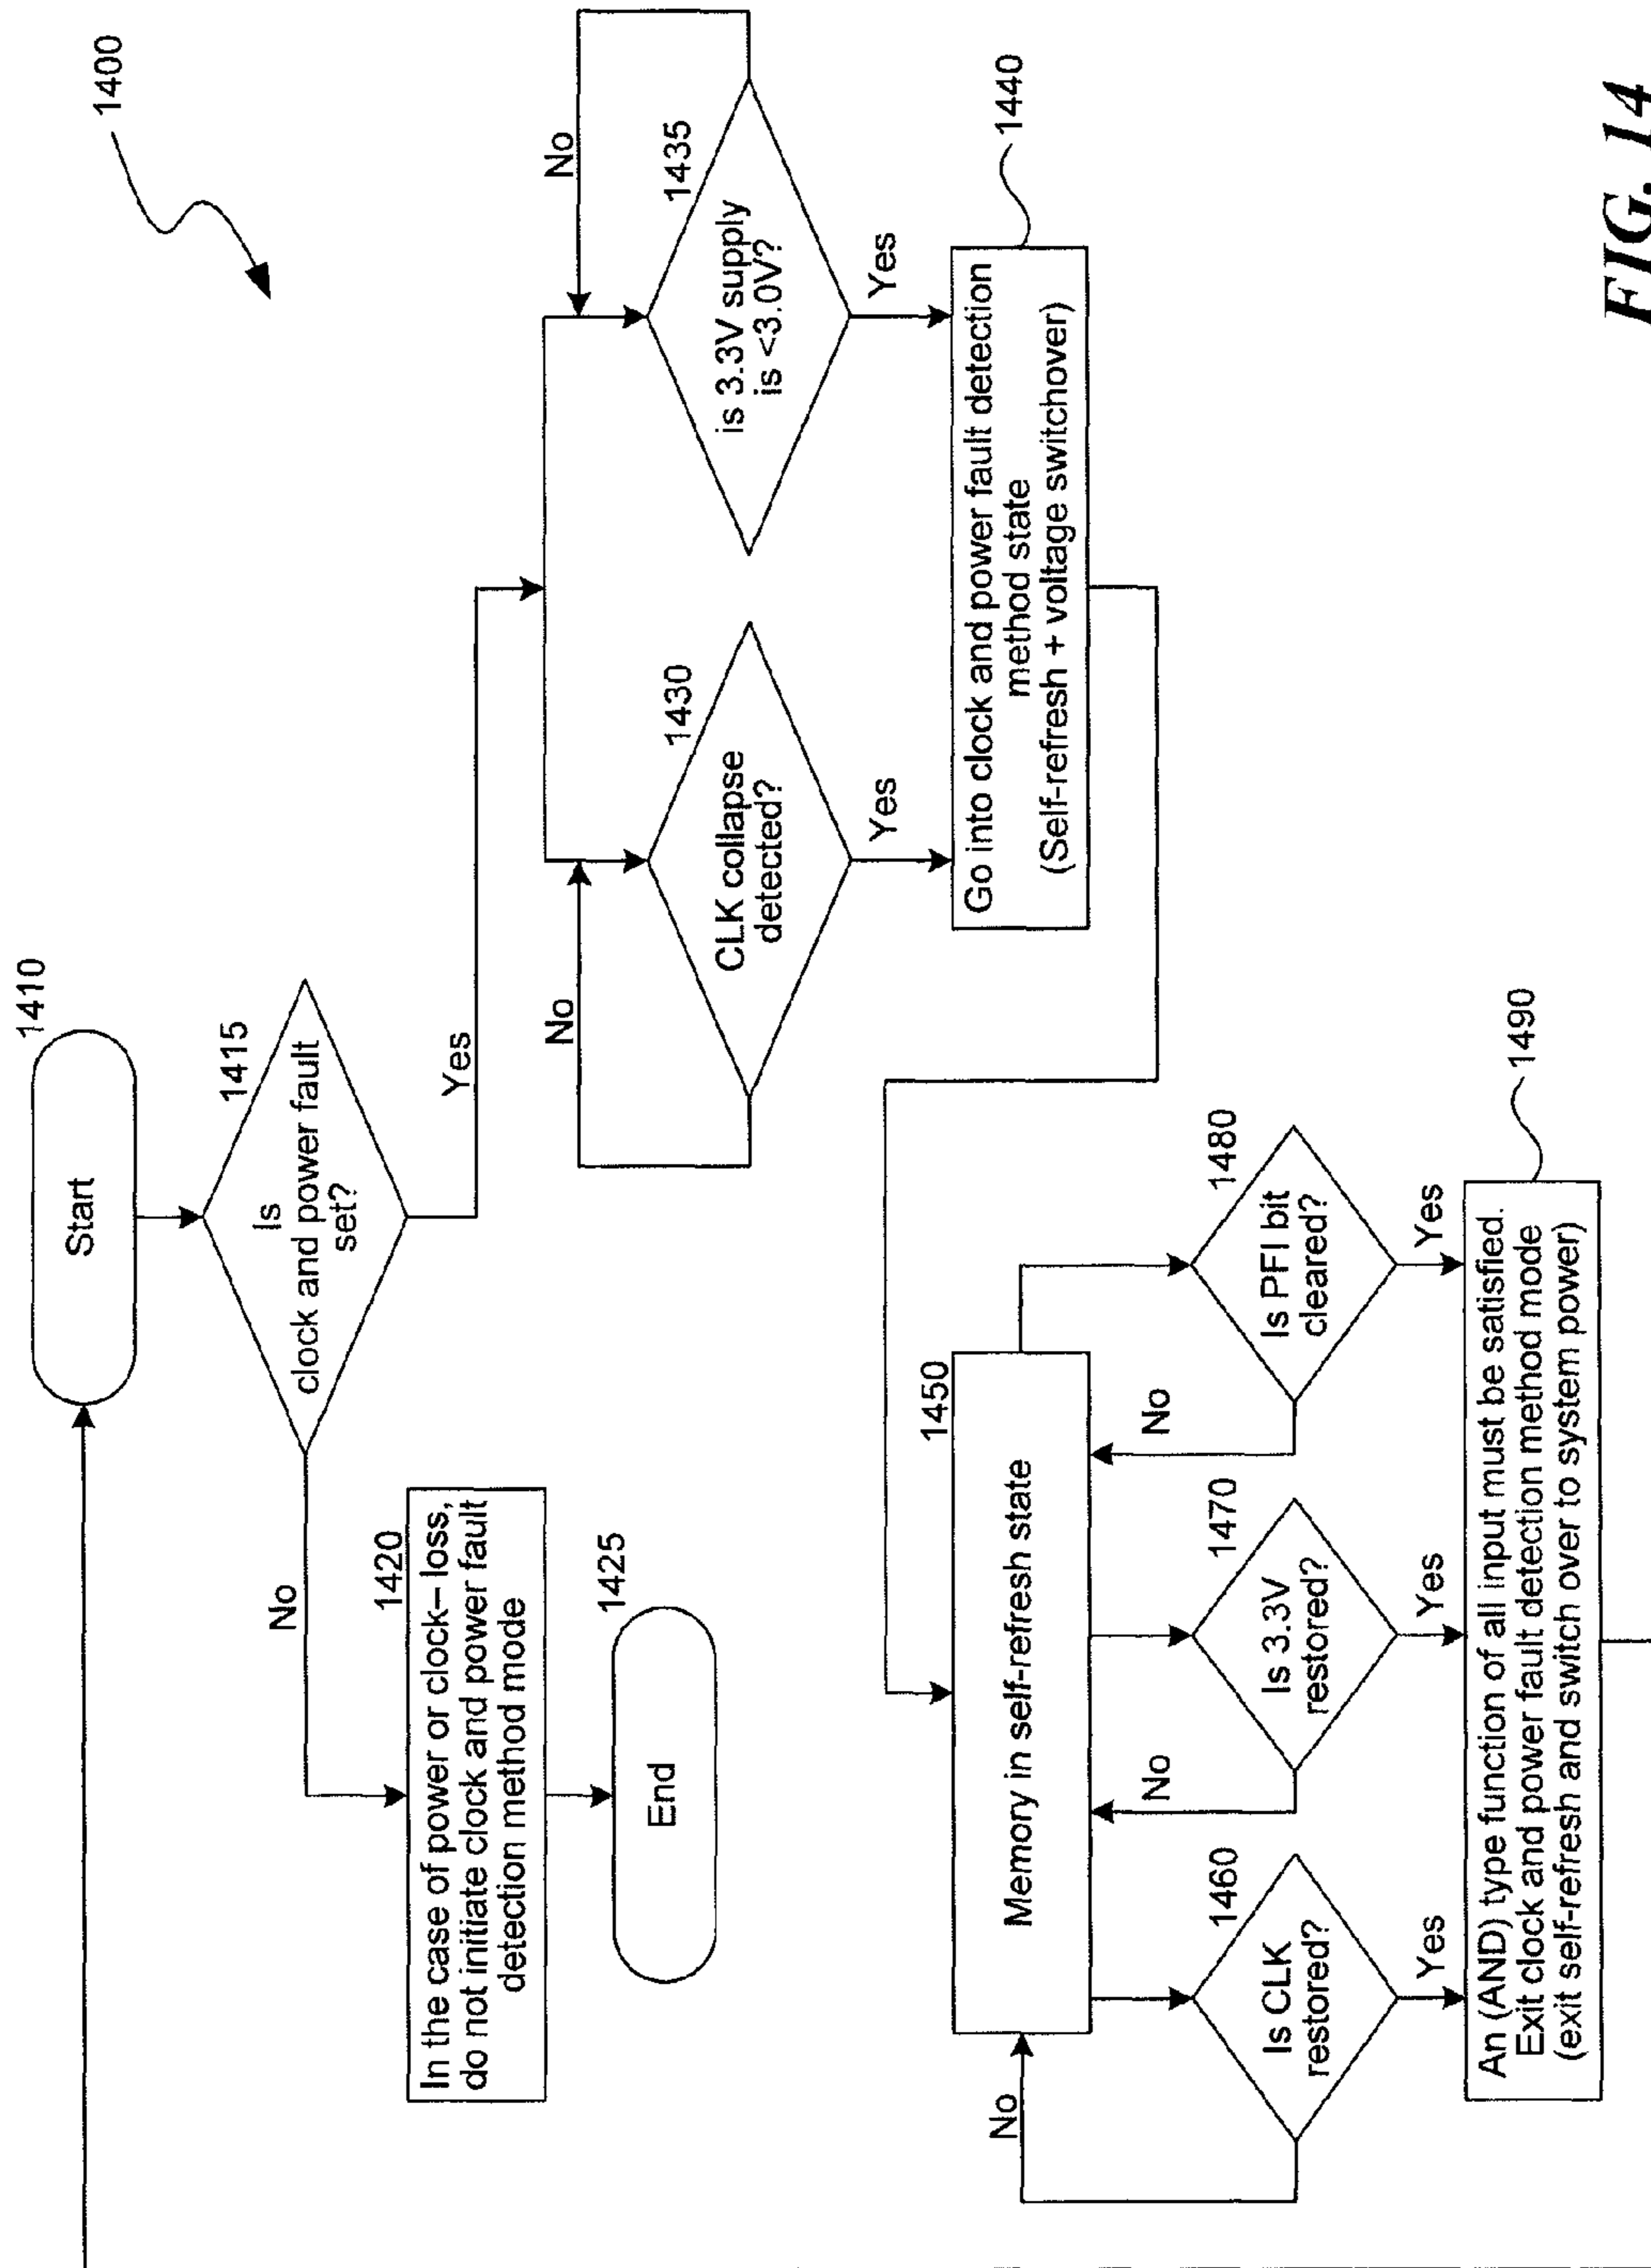 1400
1410
Start
1415
Is
clock and power fault
set?
No
Yes
1420
In the case of power or clock–loss,
do not initiate clock and power fault
detection method mode
1425
End
No
1430
CLK collapse
detected?
Yes
No
1435
is 3.3V supply
is <3.0V?
Yes
1440
Go into clock and power fault detection
method state
(Self-refresh + voltage switchover)
1450
Memory in self-refresh state
No
1460
Is CLK
restored?
Yes
No
1470
Is 3.3V
restored?
Yes
No
1480
Is PFI bit
cleared?
Yes
1490
An (AND) type function of all input must be satisfied.
Exit clock and power fault detection method mode
(exit self-refresh and switch over to system power)
FIG. 14